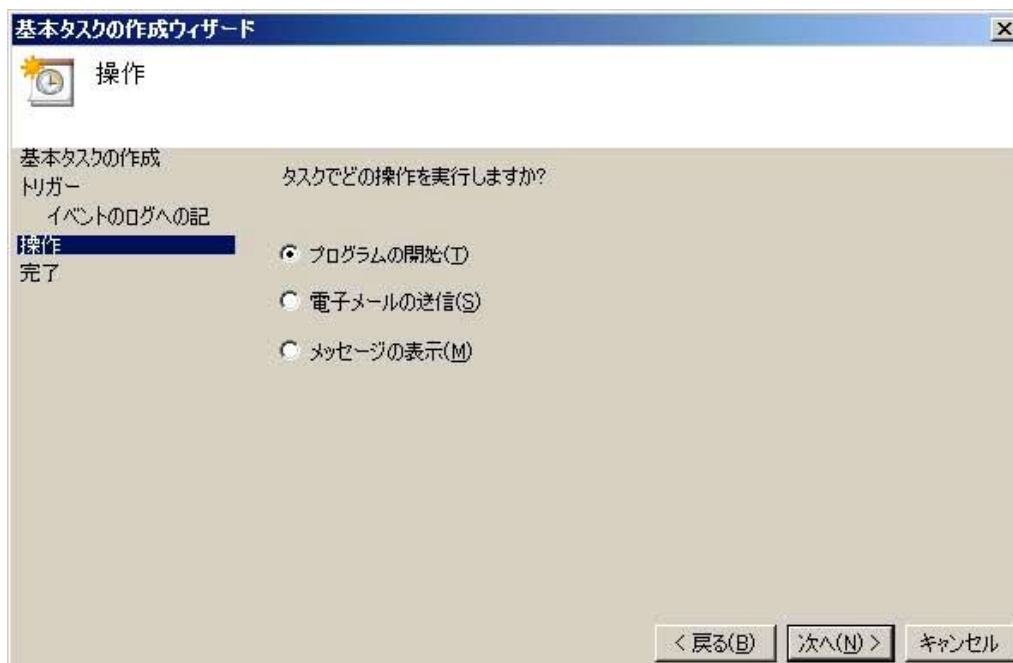 基本タスクの作成ウィザード
操作
基本タスクの作成
トリガー
イベントのログへの記
操作
完了
タスクでどの操作を実行しますか?
プログラムの開始(T)
電子メールの送信(S)
メッセージの表示(M)
< 戻る(B) 次へ(N) > キャンセル